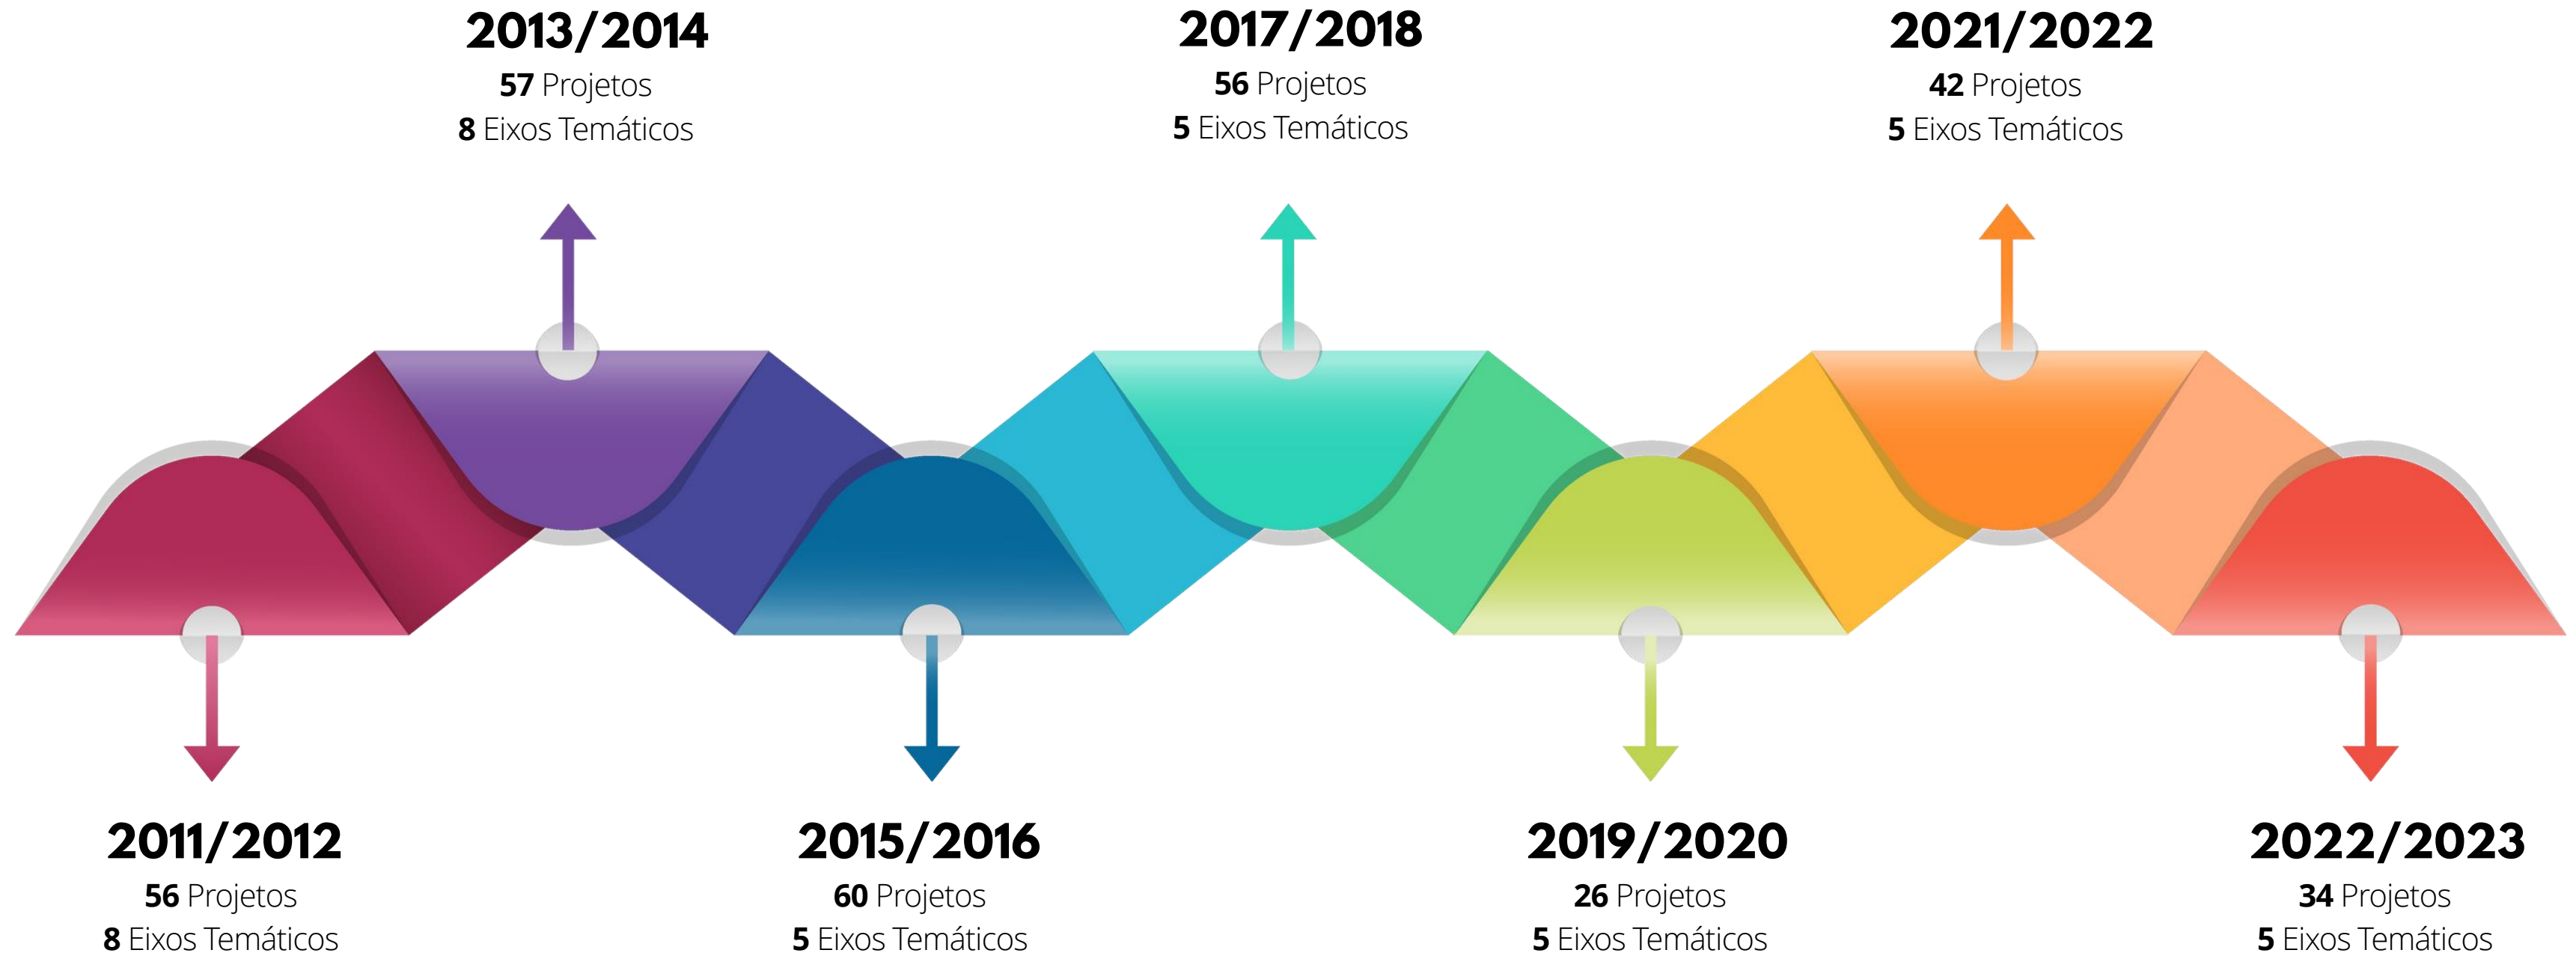 2013/2014
57 Projetos
8 Eixos Temáticos
2017/2018
56 Projetos
5 Eixos Temáticos
2021/2022
42 Projetos
5 Eixos Temáticos
2011/2012
56 Projetos
8 Eixos Temáticos
2015/2016
60 Projetos
5 Eixos Temáticos
2019/2020
26 Projetos
5 Eixos Temáticos
2022/2023
34 Projetos
5 Eixos Temáticos